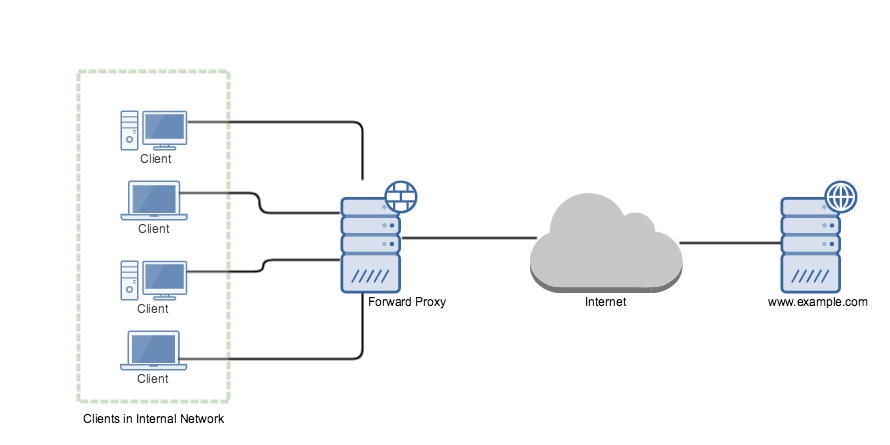 Client
Client
Client
Client
Forward Proxy
Internet
www.example.com
Clients in Internal Network